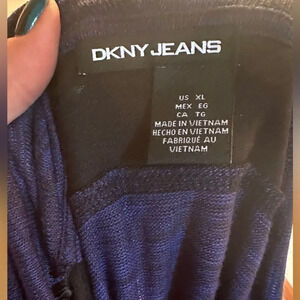 DKNY JEANS
US XL
MEX EG
CA TG
MADE IN VIETNAM
HECHO EN VIETNAM
FABRIQUÉ AU
VIETNAM